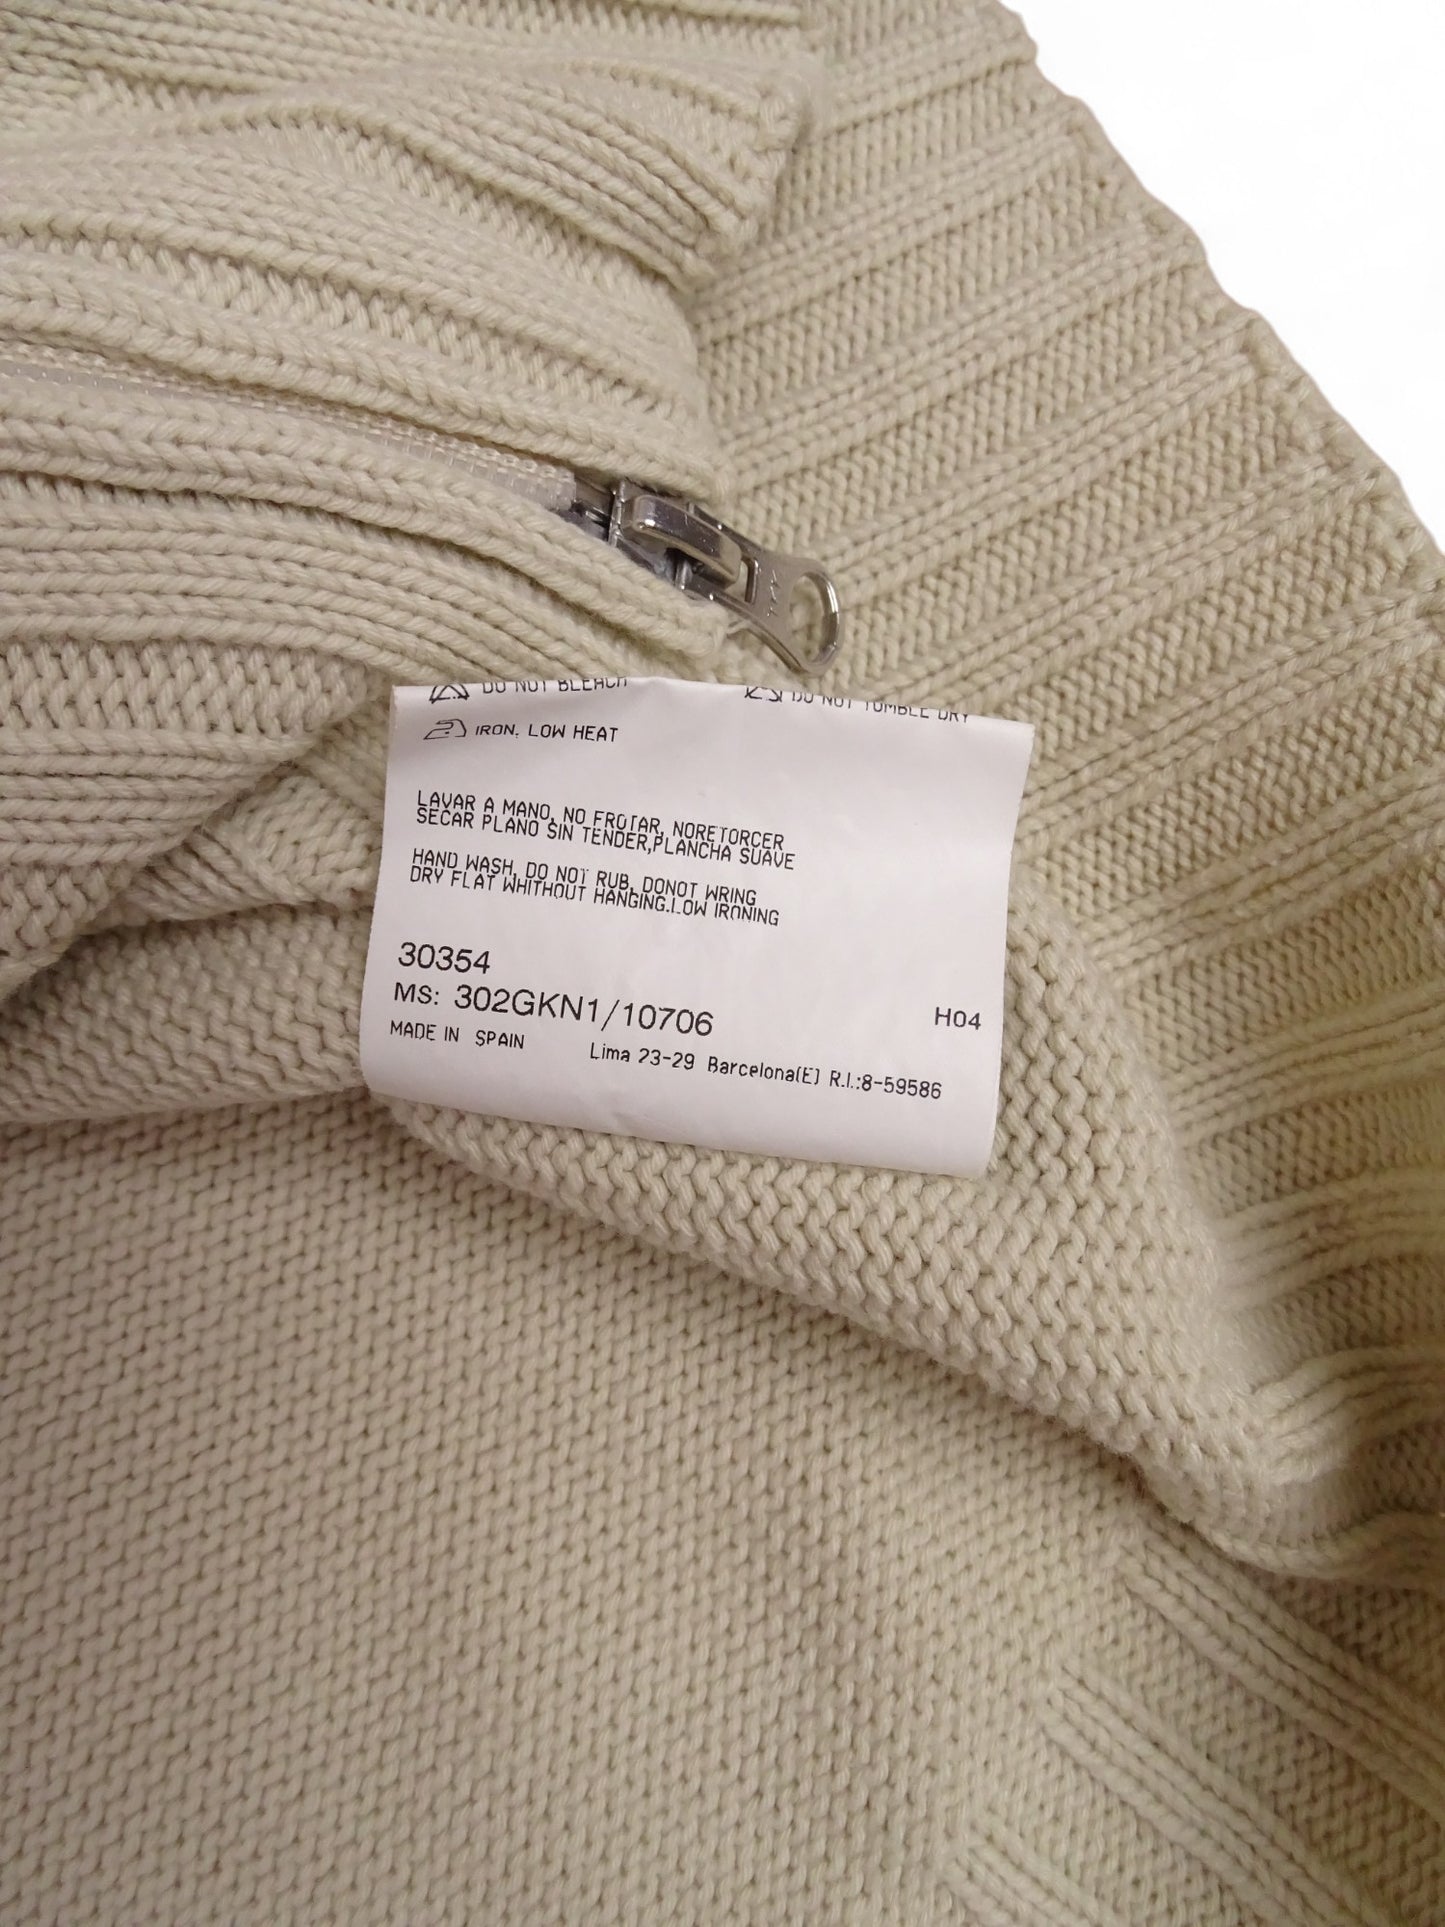 DO NOT BLEACH
DO NOT TUMBLE DRY
IRON. LOW HEAT
LAVAR A MANO, NO FROTAR, NORETORCER
SECAR PLANO SIN TENDER,PLANCHA SUAVE
HAND WASH, DO NOT RUB, DONOT WRING
DRY FLAT WHITHOUT HANGING.LOW IRONING
30354
MS: 302GKN1/10706
H04
MADE IN SPAIN
Lima 23-29 Barcelona(E) R.I.:8-59586